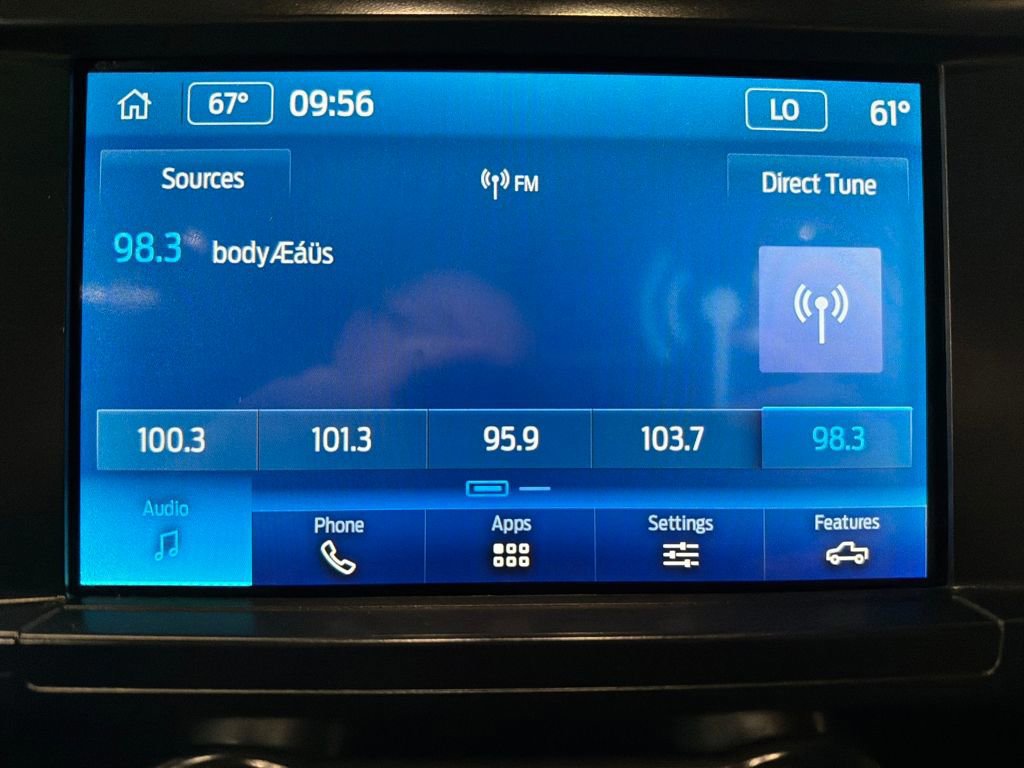 67° 09:56 LO 61°
Sources FM Direct Tune
98.3 bodyÆáüs
100.3 101.3 95.9 103.7 98.3
Audio Phone Apps Settings Features